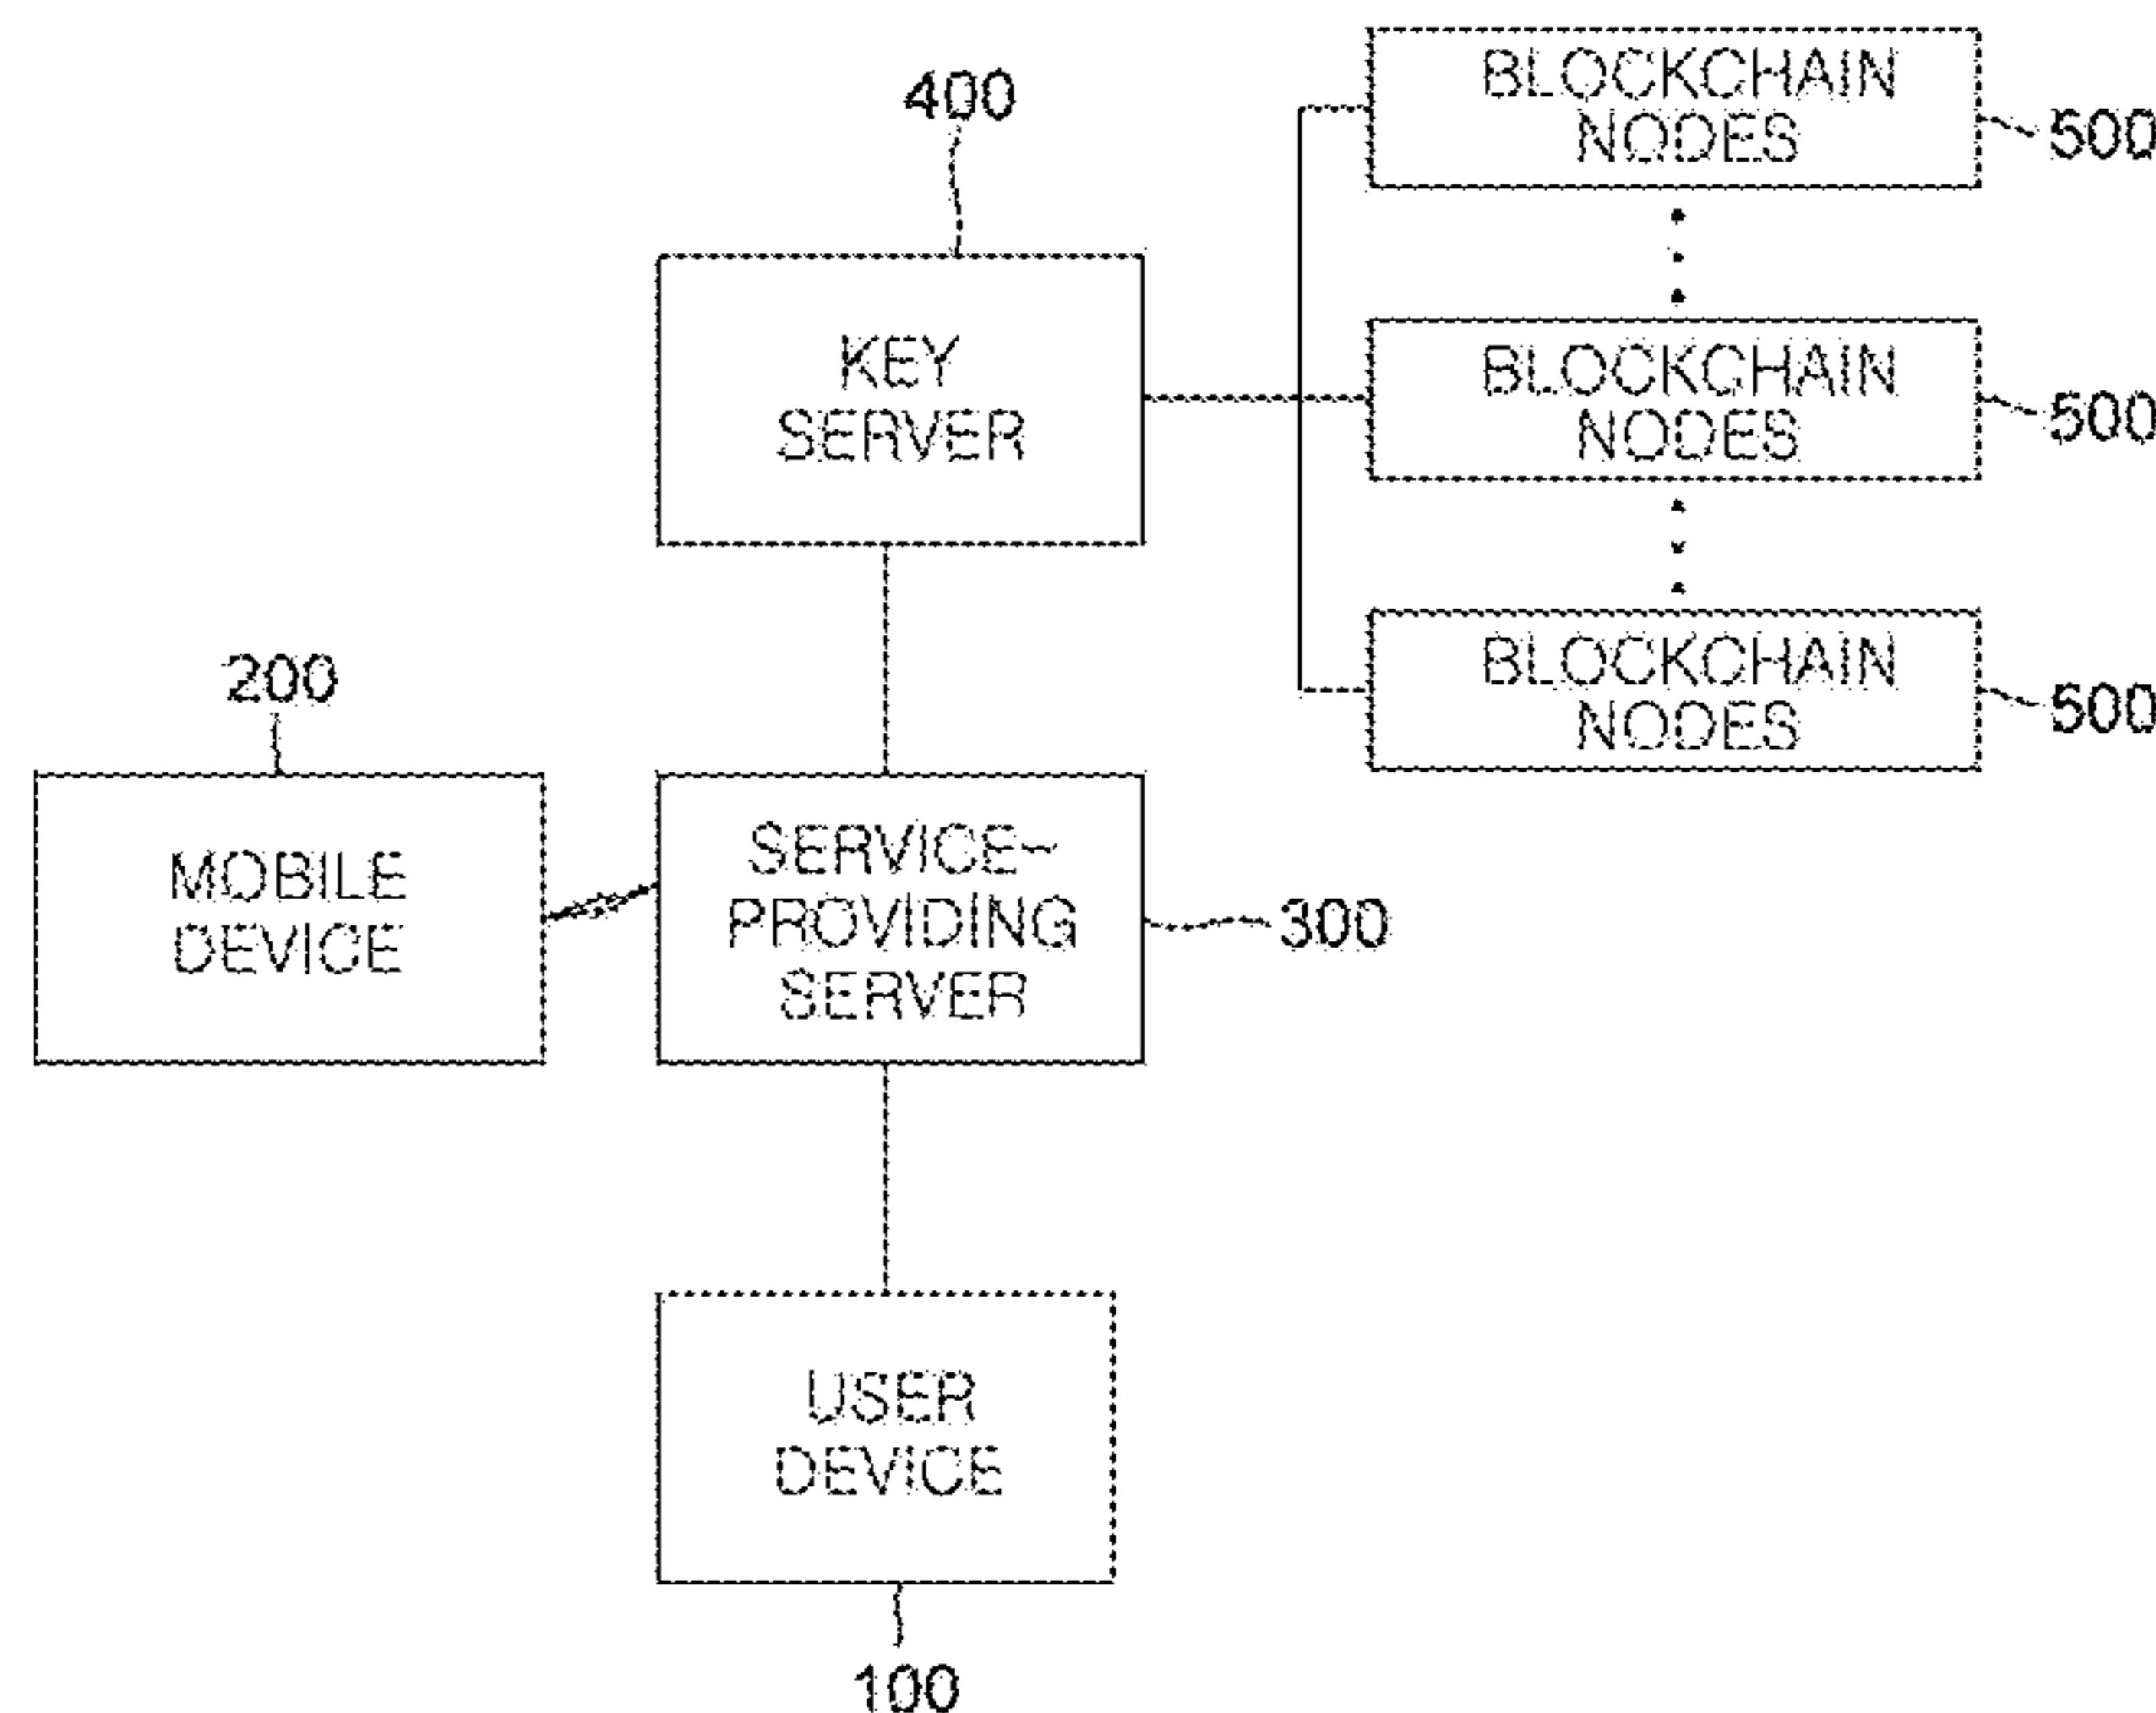 400
BLOCKCHAIN
NODES
500
KEY
SERVER
BLOCKCHAIN
NODES
500
BLOCKCHAIN
NODES
500
200
MOBILE
DEVICE
SERVICE-
PROVIDING
SERVER
300
USER
DEVICE
100